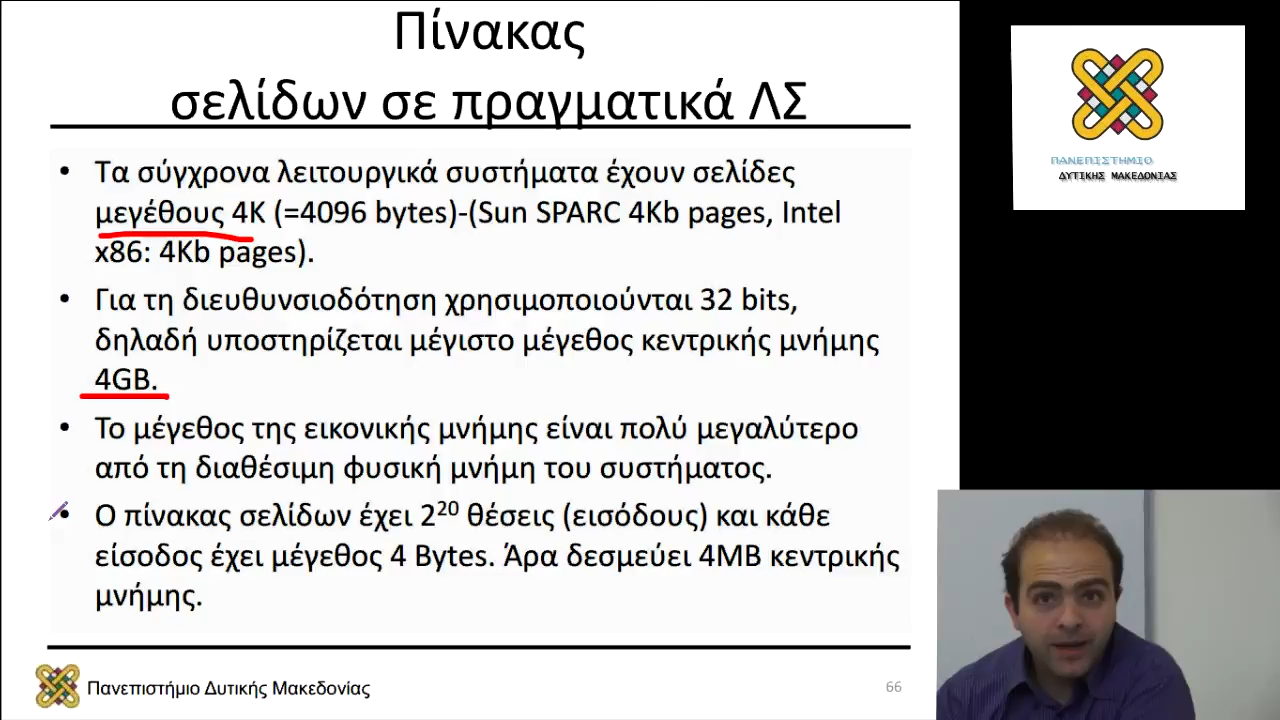 Πίνακας
σελίδων σε πραγματικά ΛΣ
• Τα σύγχρονα λειτουργικά συστήματα έχουν σελίδες
μεγέθους 4K (=4096 bytes)-(Sun SPARC 4Kb pages, Intel
x86: 4Kb pages).
• Για τη διευθυνσιοδότηση χρησιμοποιούνται 32 bits,
δηλαδή υποστηρίζεται μέγιστο μέγεθος κεντρικής μνήμης
4GB.
• Το μέγεθος της εικονικής μνήμης είναι πολύ μεγαλύτερο
από τη διαθέσιμη φυσική μνήμη του συστήματος.
• Ο πίνακας σελίδων έχει 2²⁰ θέσεις (εισόδους) και κάθε
είσοδος έχει μέγεθος 4 Bytes. Άρα δεσμεύει 4MB κεντρικής
μνήμης.
Πανεπιστήμιο Δυτικής Μακεδονίας
66
ΠΑΝΕΠΙΣΤΗΜΙΟ
ΔΥΤΙΚΗΣ ΜΑΚΕΔΟΝΙΑΣ